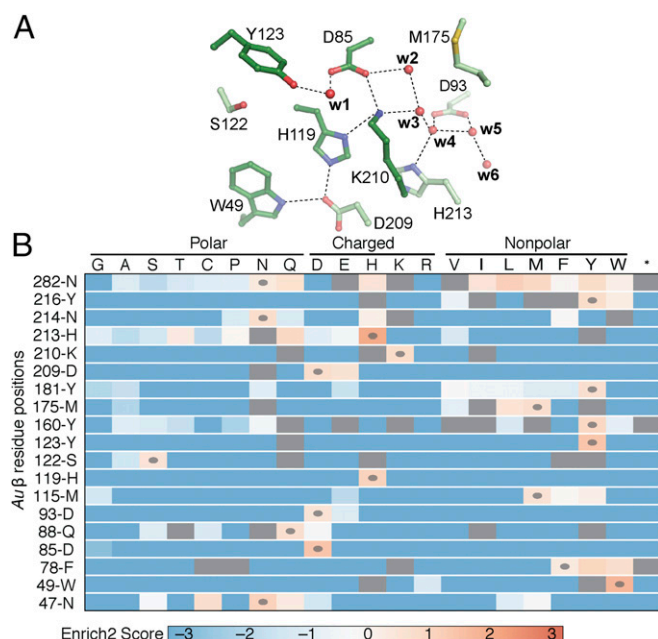 A
Y123 D85 w2 M175
w1 D93
S122 w3 w5
H119 w4
K210 w6
W49 D209 H213
B
Polar Charged Nonpolar
G A S T C P N Q D E H K R V I L M F Y W *
Auβ residue positions
282-N
216-Y
214-N
213-H
210-K
209-D
181-Y
175-M
160-Y
123-Y
122-S
119-H
115-M
93-D
88-Q
85-D
78-F
49-W
47-N
Enrich2 Score −3 −2 −1 0 1 2 3